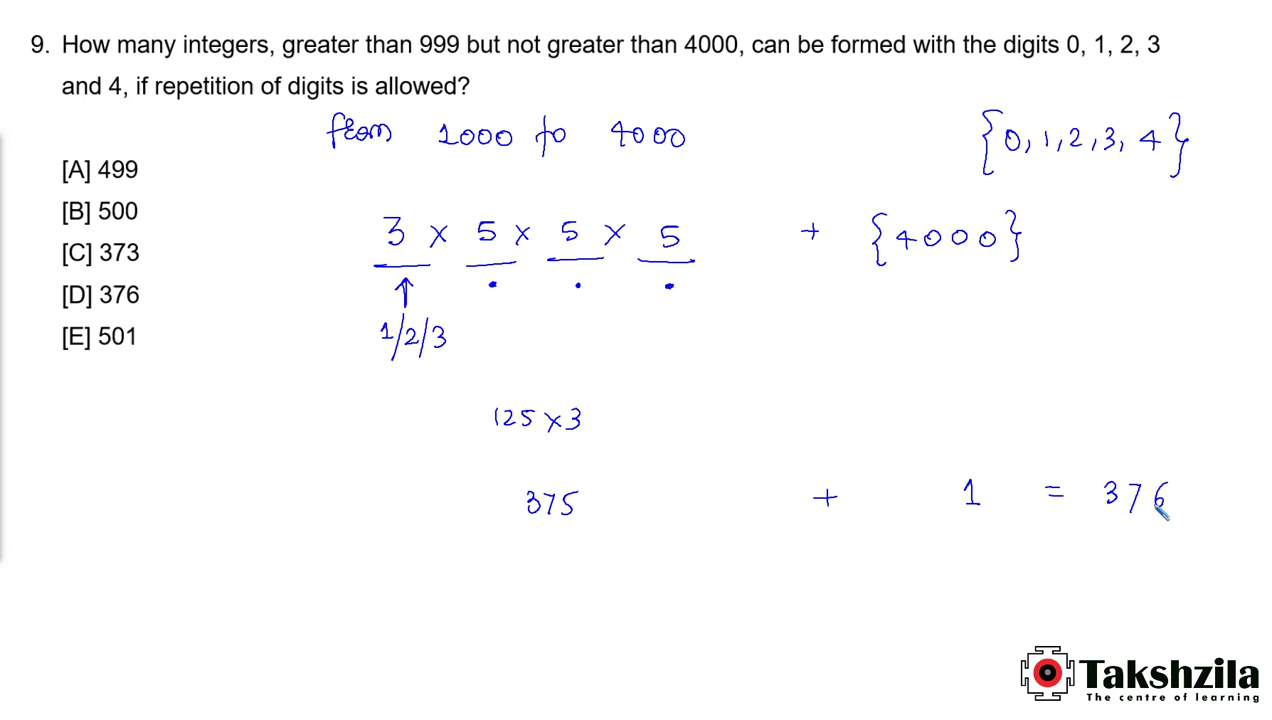 9. How many integers, greater than 999 but not greater than 4000, can be formed with the digits 0, 1, 2, 3
and 4, if repetition of digits is allowed?
from 1000 to 4000 {0, 1, 2, 3, 4}
[A] 499
[B] 500
3 × 5 × 5 × 5 + {4000}
[C] 373
[D] 376
[E] 501
1/2/3
125 × 3
375 + 1 = 376
Takshzila
The centre of learning